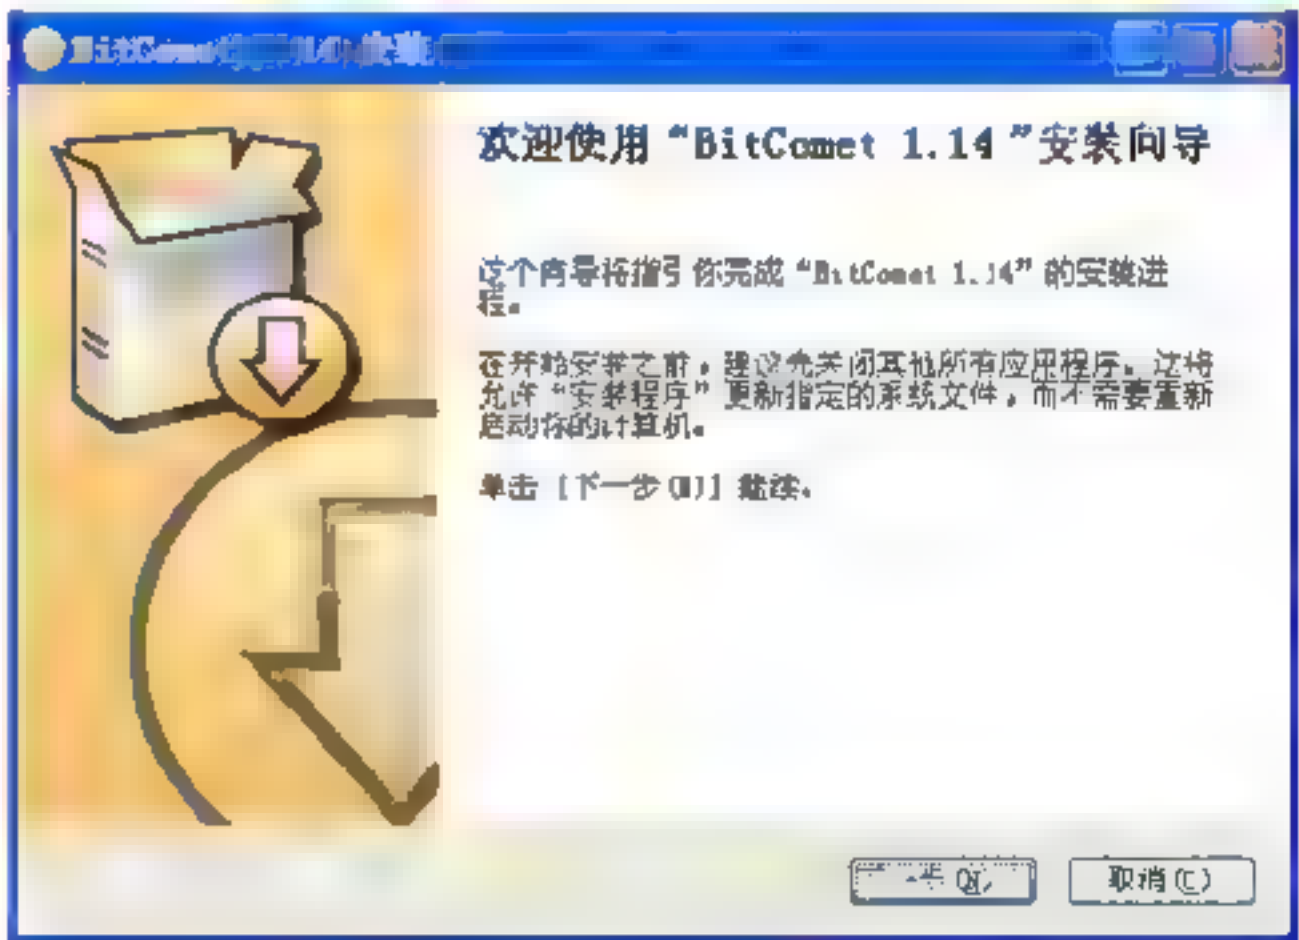 欢迎使用“BitComet 1.14”安装向导
这个向导将指引你完成“BitComet 1.14”的安装进
程。
在开始安装之前，建议先关闭其他所有应用程序。这将
允许“安装程序”更新指定的系统文件，而不需要重新
启动你的计算机。
单击 [下一步(N)] 继续。
取消(C)